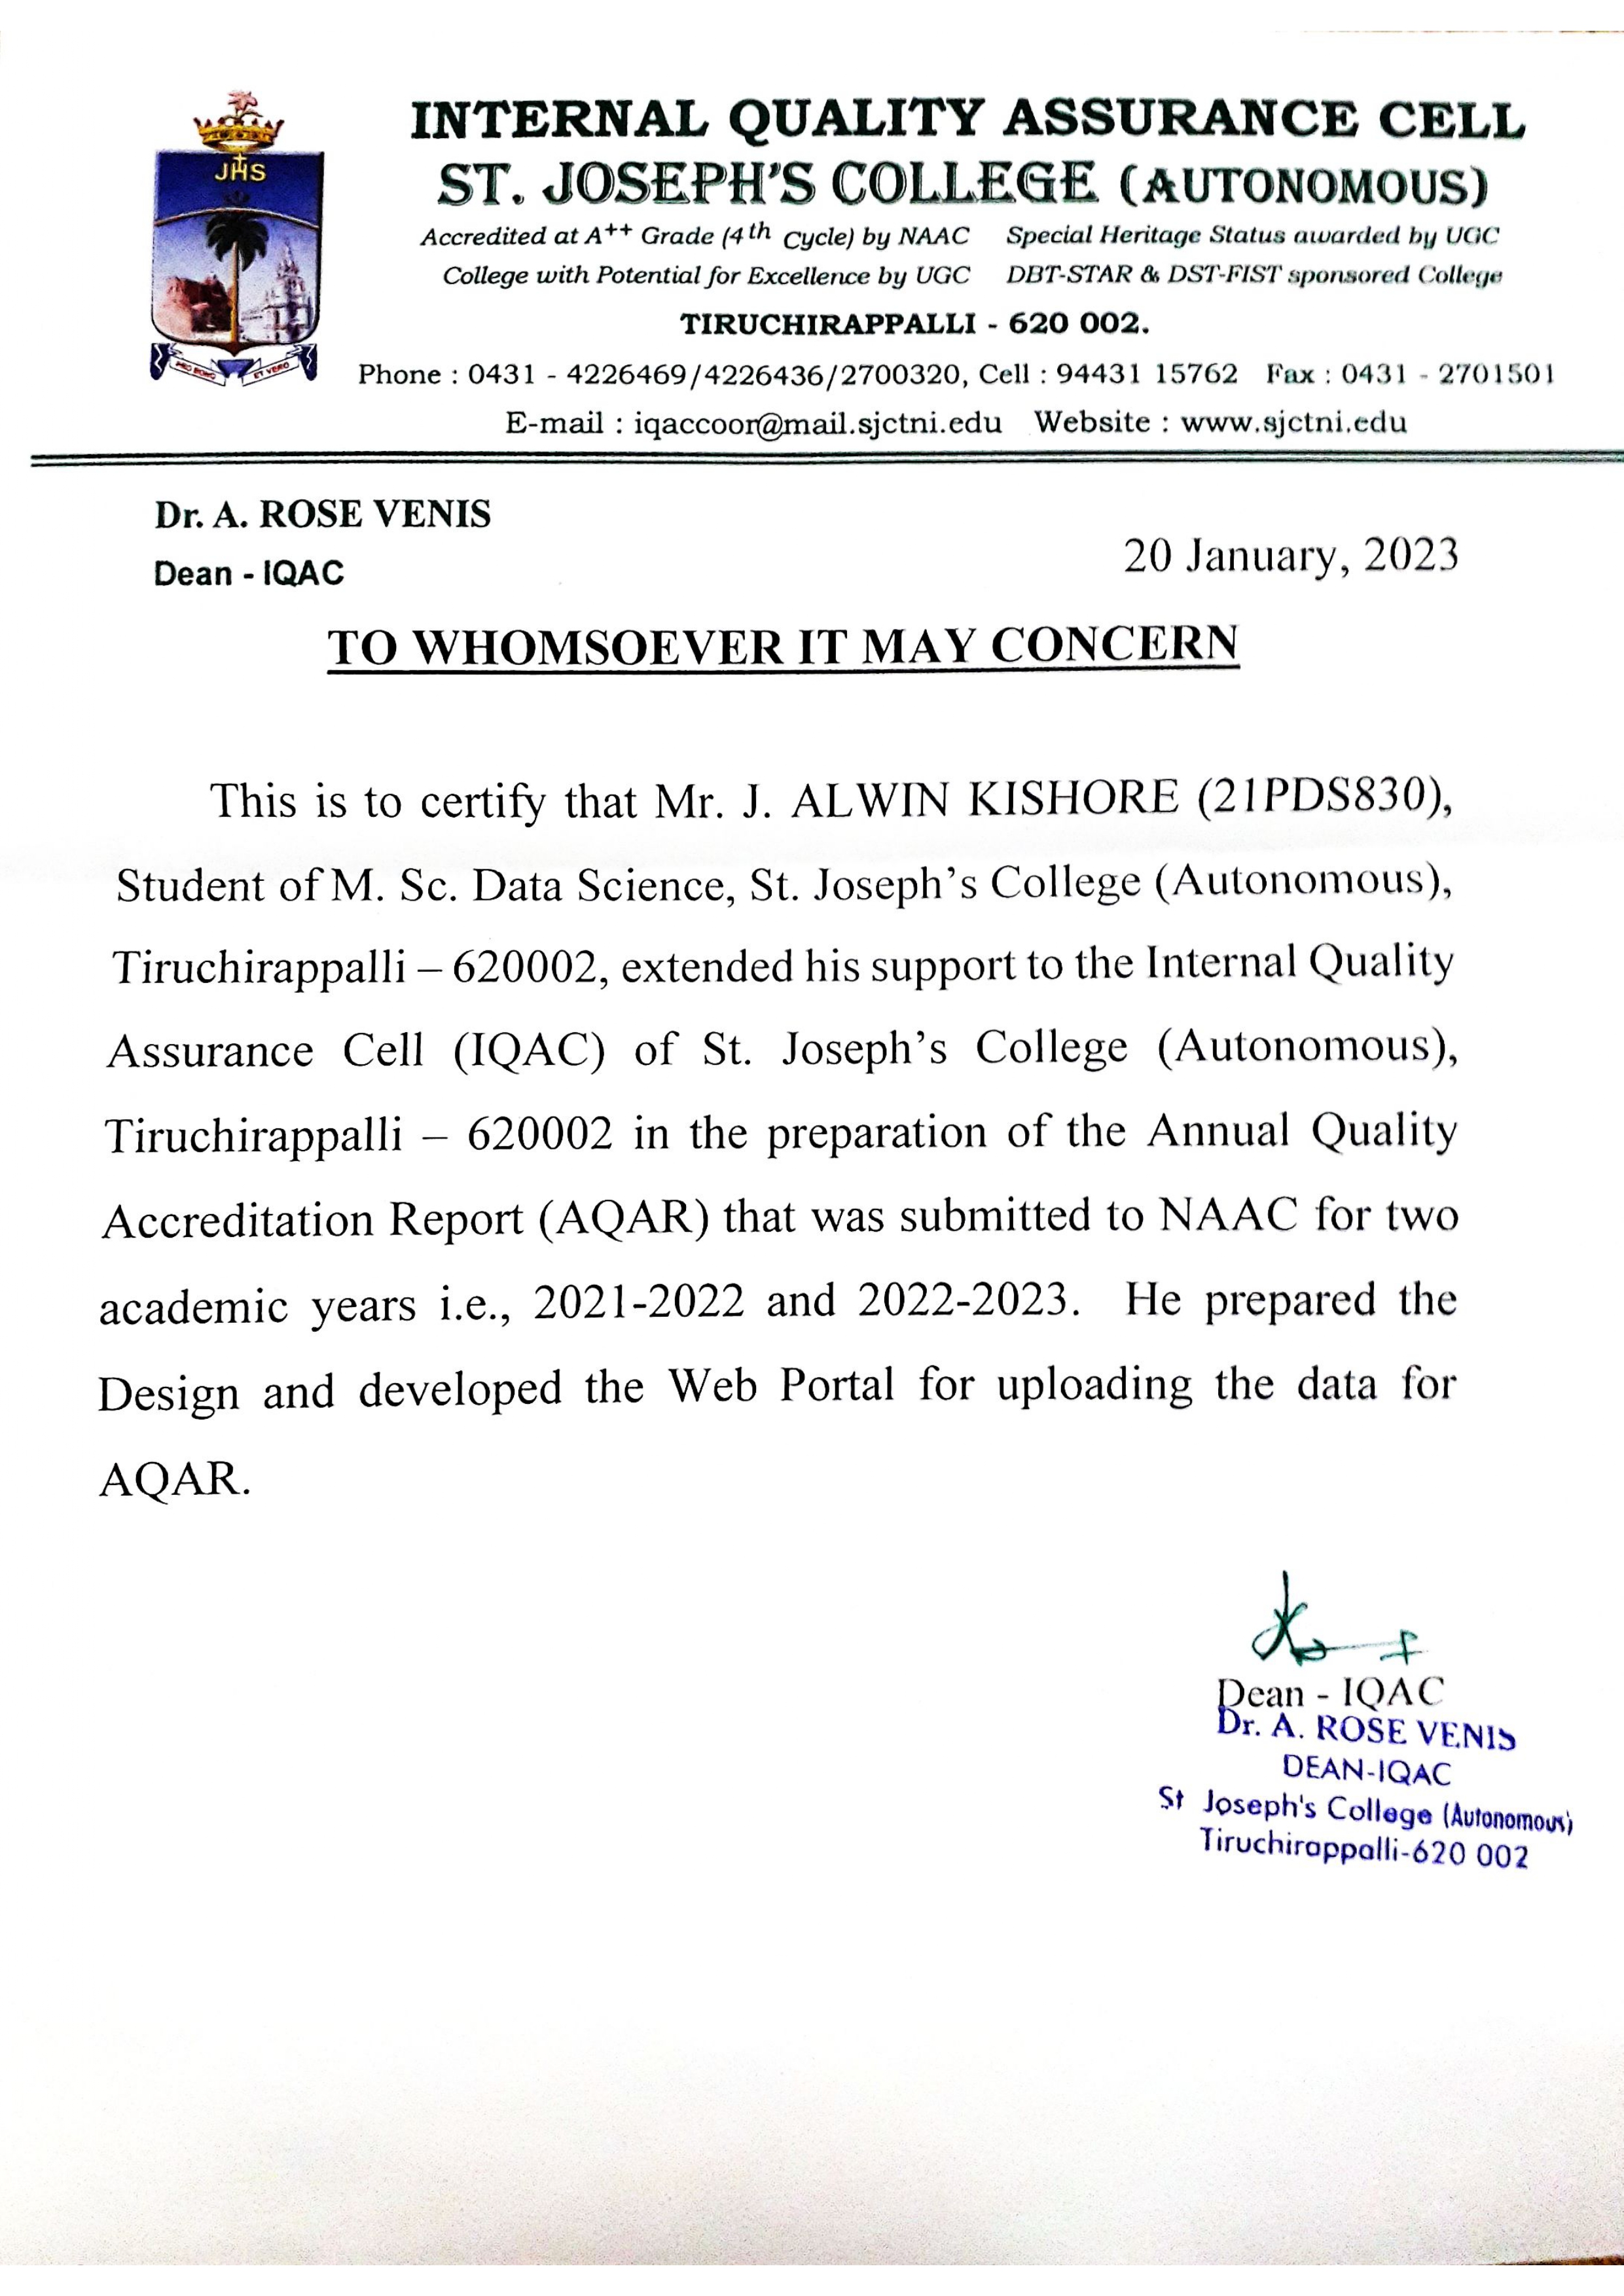 JHS
PRO BONO ET VERO
INTERNAL QUALITY ASSURANCE CELL
ST. JOSEPH'S COLLEGE (AUTONOMOUS)
Accredited at A++ Grade (4th Cycle) by NAAC Special Heritage Status awarded by UGC
College with Potential for Excellence by UGC DBT-STAR & DST-FIST sponsored College
TIRUCHIRAPPALLI - 620 002.
Phone : 0431 - 4226469/4226436/2700320, Cell : 94431 15762 Fax : 0431 - 2701501
E-mail : iqaccoor@mail.sjctni.edu Website : www.sjctni.edu
Dr. A. ROSE VENIS
Dean - IQAC
20 January, 2023
TO WHOMSOEVER IT MAY CONCERN
This is to certify that Mr. J. ALWIN KISHORE (21PDS830),
Student of M. Sc. Data Science, St. Joseph's College (Autonomous),
Tiruchirappalli – 620002, extended his support to the Internal Quality
Assurance Cell (IQAC) of St. Joseph's College (Autonomous),
Tiruchirappalli – 620002 in the preparation of the Annual Quality
Accreditation Report (AQAR) that was submitted to NAAC for two
academic years i.e., 2021-2022 and 2022-2023. He prepared the
Design and developed the Web Portal for uploading the data for
AQAR.
Dean - IQAC
Dr. A. ROSE VENIS
DEAN-IQAC
St Joseph's College (Autonomous)
Tiruchirappalli-620 002